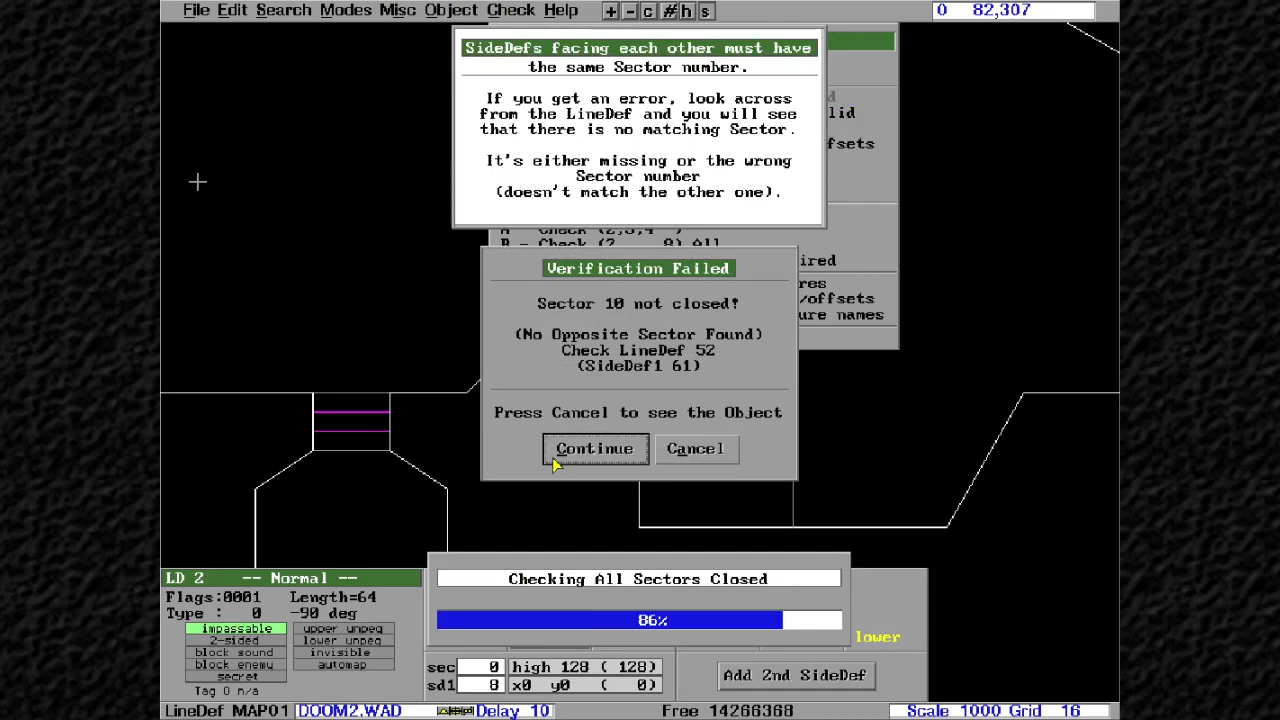 File Edit Search Modes Misc Object Check Help + - c # h s 0 82,307
SideDefs facing each other must have
the same Sector number.
If you get an error, look across
from the LineDef and you will see
that there is no matching Sector.
It's either missing or the wrong
Sector number
(doesn't match the other one).
lid
ffsets
B - Check (2, 8) All
ired
res
/offsets
ure names
Verification Failed
Sector 10 not closed!
(No Opposite Sector Found)
Check LineDef 52
(SideDef1 61)
Press Cancel to see the Object
Continue Cancel
Checking All Sectors Closed
86%
lower
LD 2 -- Normal --
Flags:0001 Length=64
Type : 0 -90 deg
impassable upper unpeg
2-sided lower unpeg
block sound invisible
block enemy automap
secret
Tag 0 n/a
sec 0 high 128 ( 128)
sd1 8 x0 y0 ( 0)
Add 2nd SideDef
LineDef MAP01 DOOM2.WAD Delay 10 Free 14266368 Scale 1000 Grid 16